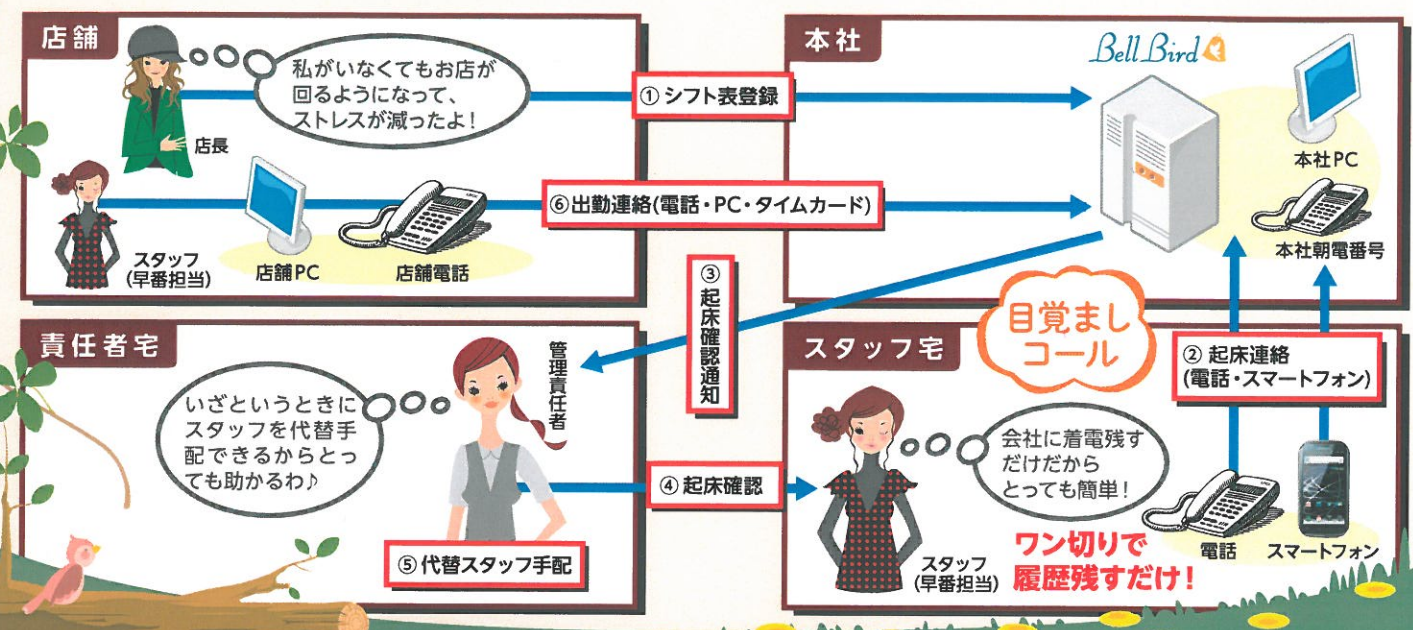 店舗
私がいなくてもお店が
回るようになって、
ストレスが減ったよ！
店長
スタッフ
(早番担当)
店舗PC
店舗電話
① シフト表登録
⑥出勤連絡(電話・PC・タイムカード)
本社
Bell Bird
本社PC
本社朝電番号
③起床確認通知
責任者宅
いざというときに
スタッフを代替手
配できるからとっ
ても助かるわ♪
管理責任者
⑤代替スタッフ手配
④ 起床確認
スタッフ宅
目覚まし
コール
② 起床連絡
(電話・スマートフォン)
会社に着電残す
だけだから
とっても簡単！
スタッフ
(早番担当)
ワン切りで
履歴残すだけ！
電話
スマートフォン